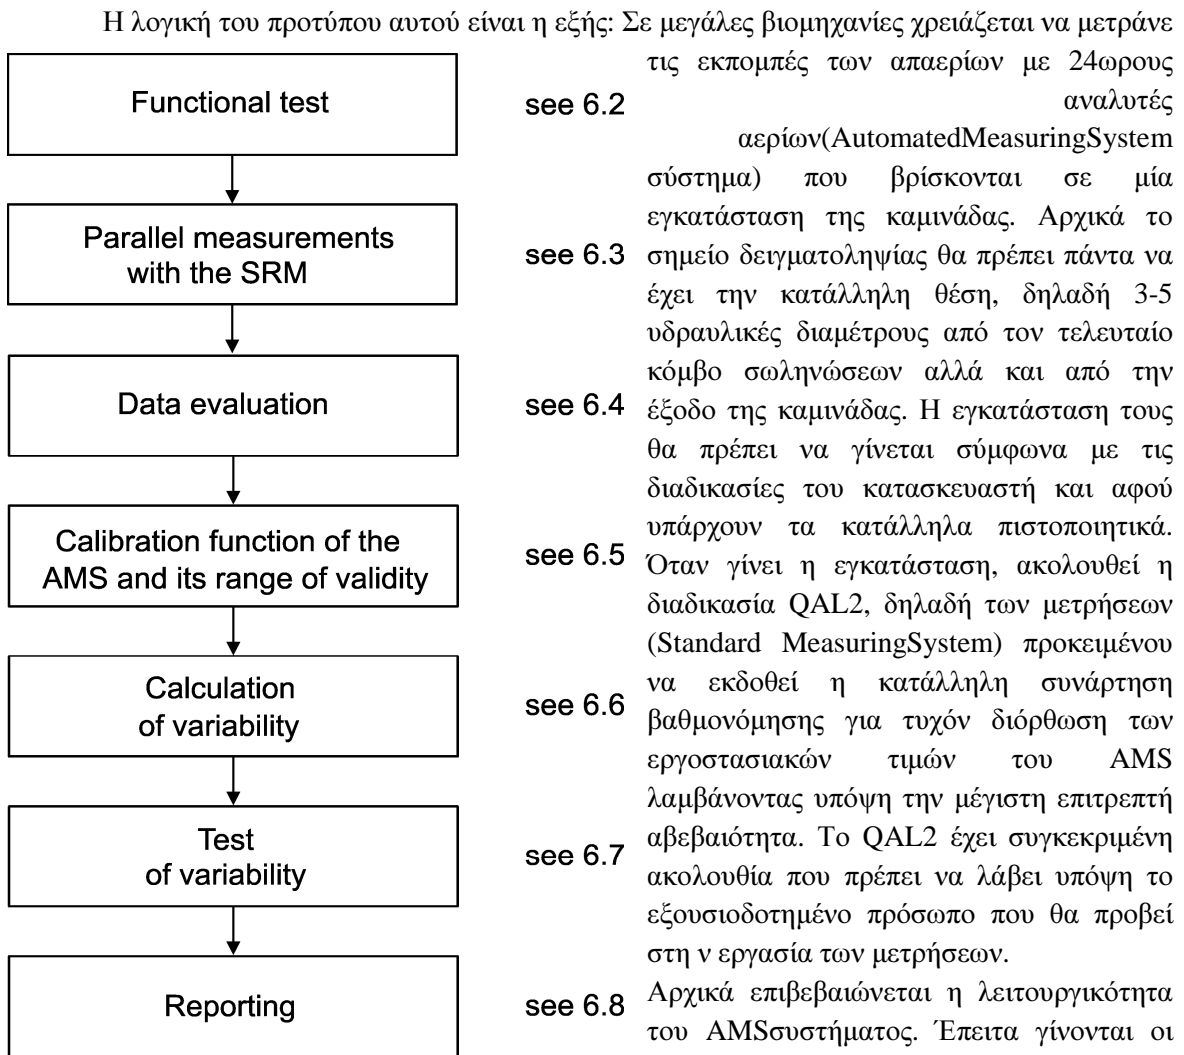 Η λογική του προτύπου αυτού είναι η εξής: Σε μεγάλες βιομηχανίες χρειάζεται να μετράνε
τις εκπομπές των απαερίων με 24ωρους
αναλυτές
αερίων(AutomatedMeasuringSystem
σύστημα) που βρίσκονται σε μία
εγκατάσταση της καμινάδας. Αρχικά το
σημείο δειγματοληψίας θα πρέπει πάντα να
έχει την κατάλληλη θέση, δηλαδή 3-5
υδραυλικές διαμέτρους από τον τελευταίο
κόμβο σωληνώσεων αλλά και από την
έξοδο της καμινάδας. Η εγκατάσταση τους
θα πρέπει να γίνεται σύμφωνα με τις
διαδικασίες του κατασκευαστή και αφού
υπάρχουν τα κατάλληλα πιστοποιητικά.
Όταν γίνει η εγκατάσταση, ακολουθεί η
διαδικασία QAL2, δηλαδή των μετρήσεων
(Standard MeasuringSystem) προκειμένου
να εκδοθεί η κατάλληλη συνάρτηση
βαθμονόμησης για τυχόν διόρθωση των
εργοστασιακών τιμών του AMS
λαμβάνοντας υπόψη την μέγιστη επιτρεπτή
αβεβαιότητα. Το QAL2 έχει συγκεκριμένη
ακολουθία που πρέπει να λάβει υπόψη το
εξουσιοδοτημένο πρόσωπο που θα προβεί
στη ν εργασία των μετρήσεων.
Αρχικά επιβεβαιώνεται η λειτουργικότητα
του AMSσυστήματος. Έπειτα γίνονται οι
Functional test
see 6.2
Parallel measurements
with the SRM
see 6.3
Data evaluation
see 6.4
Calibration function of the
AMS and its range of validity
see 6.5
Calculation
of variability
see 6.6
Test
of variability
see 6.7
Reporting
see 6.8